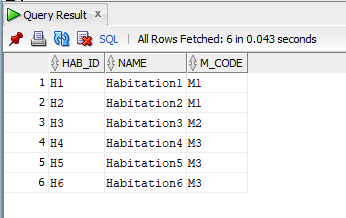 Query Result x
SQL | All Rows Fetched: 6 in 0.043 seconds
HAB_ID NAME M_CODE
1 H1 Habitation1 M1
2 H2 Habitation2 M1
3 H3 Habitation3 M2
4 H4 Habitation4 M3
5 H5 Habitation5 M3
6 H6 Habitation6 M3